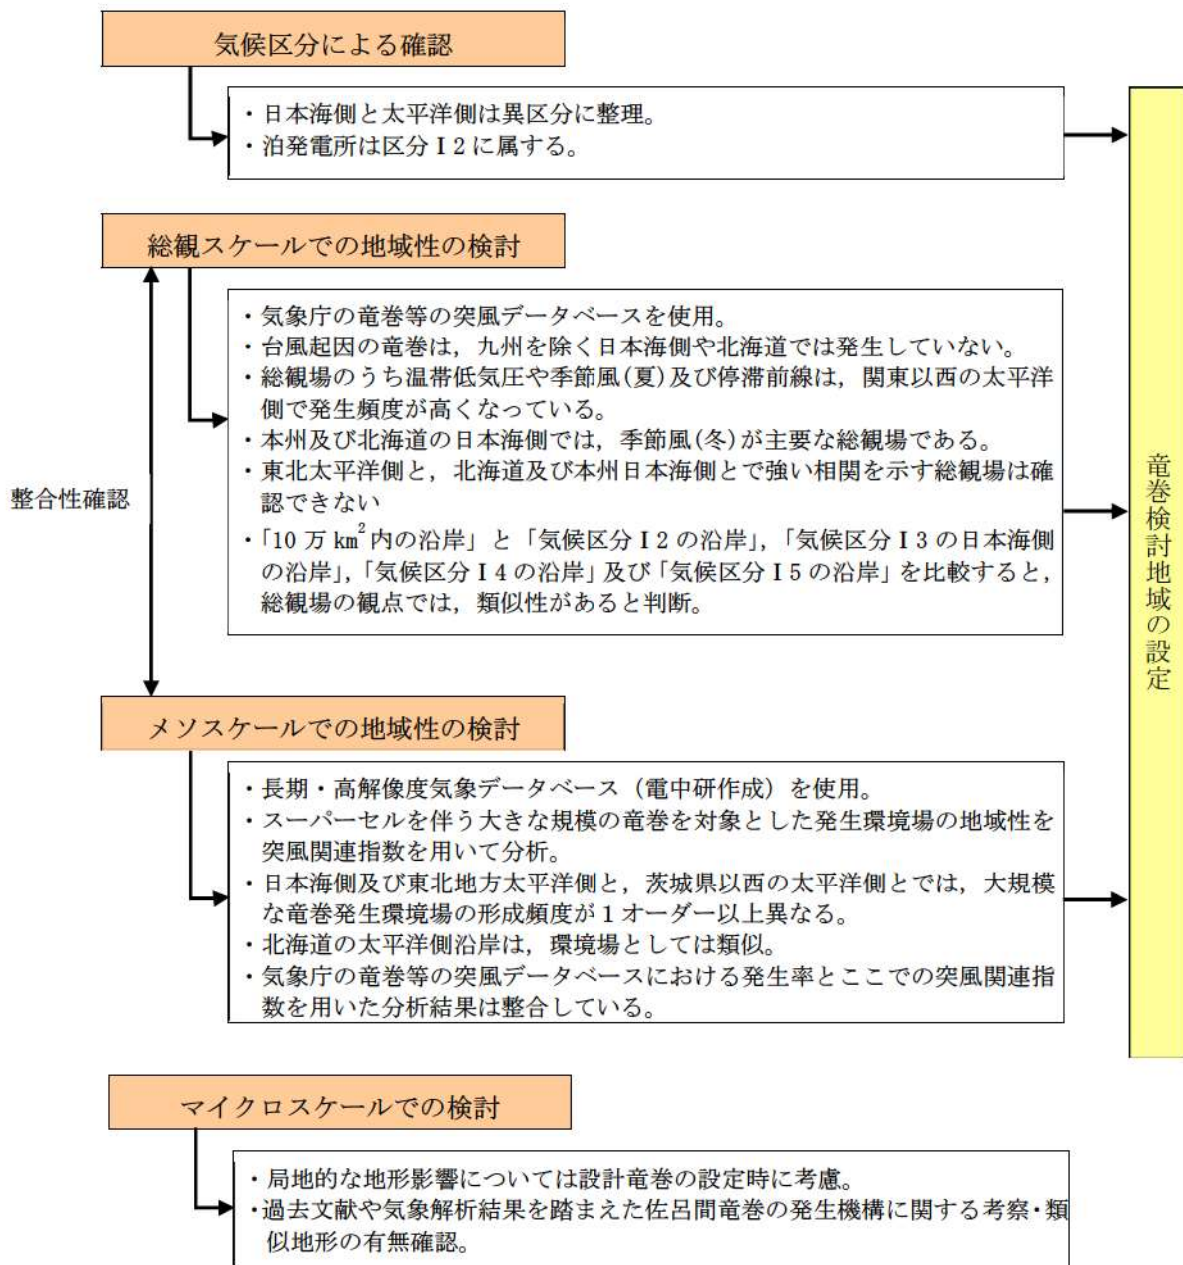 気候区分による確認
・日本海側と太平洋側は異区分に整理。
・泊発電所は区分Ⅰ2に属する。
総観スケールでの地域性の検討
・気象庁の竜巻等の突風データベースを使用。
・台風起因の竜巻は，九州を除く日本海側や北海道では発生していない。
・総観場のうち温帯低気圧や季節風(夏)及び停滞前線は，関東以西の太平洋
側で発生頻度が高くなっている。
・本州及び北海道の日本海側では，季節風(冬)が主要な総観場である。
・東北太平洋側と，北海道及び本州日本海側とで強い相関を示す総観場は確
認できない
・「10万km²内の沿岸」と「気候区分Ⅰ2の沿岸」，「気候区分Ⅰ3の日本海側
の沿岸」，「気候区分Ⅰ4の沿岸」及び「気候区分Ⅰ5の沿岸」を比較すると，
総観場の観点では，類似性があると判断。
整合性確認
メソスケールでの地域性の検討
・長期・高解像度気象データベース（電中研作成）を使用。
・スーパーセルを伴う大きな規模の竜巻を対象とした発生環境場の地域性を
突風関連指数を用いて分析。
・日本海側及び東北地方太平洋側と，茨城県以西の太平洋側とでは，大規模
な竜巻発生環境場の形成頻度が1オーダー以上異なる。
・北海道の太平洋側沿岸は，環境場としては類似。
・気象庁の竜巻等の突風データベースにおける発生率とここでの突風関連指
数を用いた分析結果は整合している。
マイクロスケールでの検討
・局地的な地形影響については設計竜巻の設定時に考慮。
・過去文献や気象解析結果を踏まえた佐呂間竜巻の発生機構に関する考察・類
似地形の有無確認。
竜巻検討地域の設定